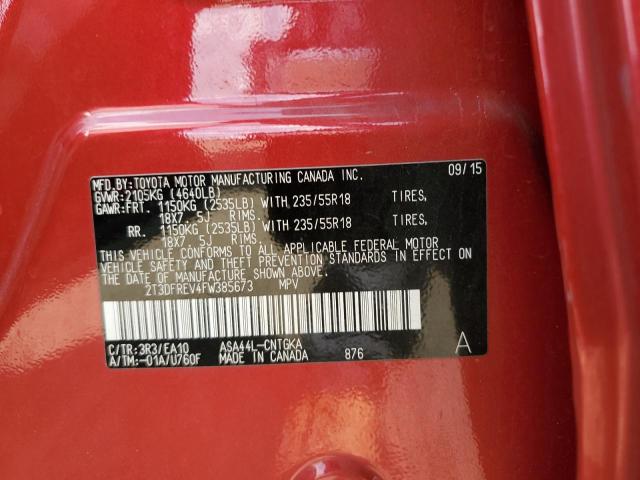 MFD.BY:TOYOTA MOTOR MANUFACTURING CANADA INC. 09/15
GVWR:2105KG (4640LB)
GAWR:FRT. 1150KG (2535LB) WITH 235/55R18 TIRES,
18X7. 5J RIMS.
RR. 1150KG (2535LB) WITH 235/55R18 TIRES,
18X7. 5J RIMS.
THIS VEHICLE CONFORMS TO ALL APPLICABLE FEDERAL MOTOR
VEHICLE SAFETY AND THEFT PREVENTION STANDARDS IN EFFECT ON
THE DATE OF MANUFACTURE SHOWN ABOVE.
2T3DFREV4FW385673 MPV
C/TR:3R3/EA10 ASA44L-CNTGKA
A/TM:-01A/U760F MADE IN CANADA 876 A